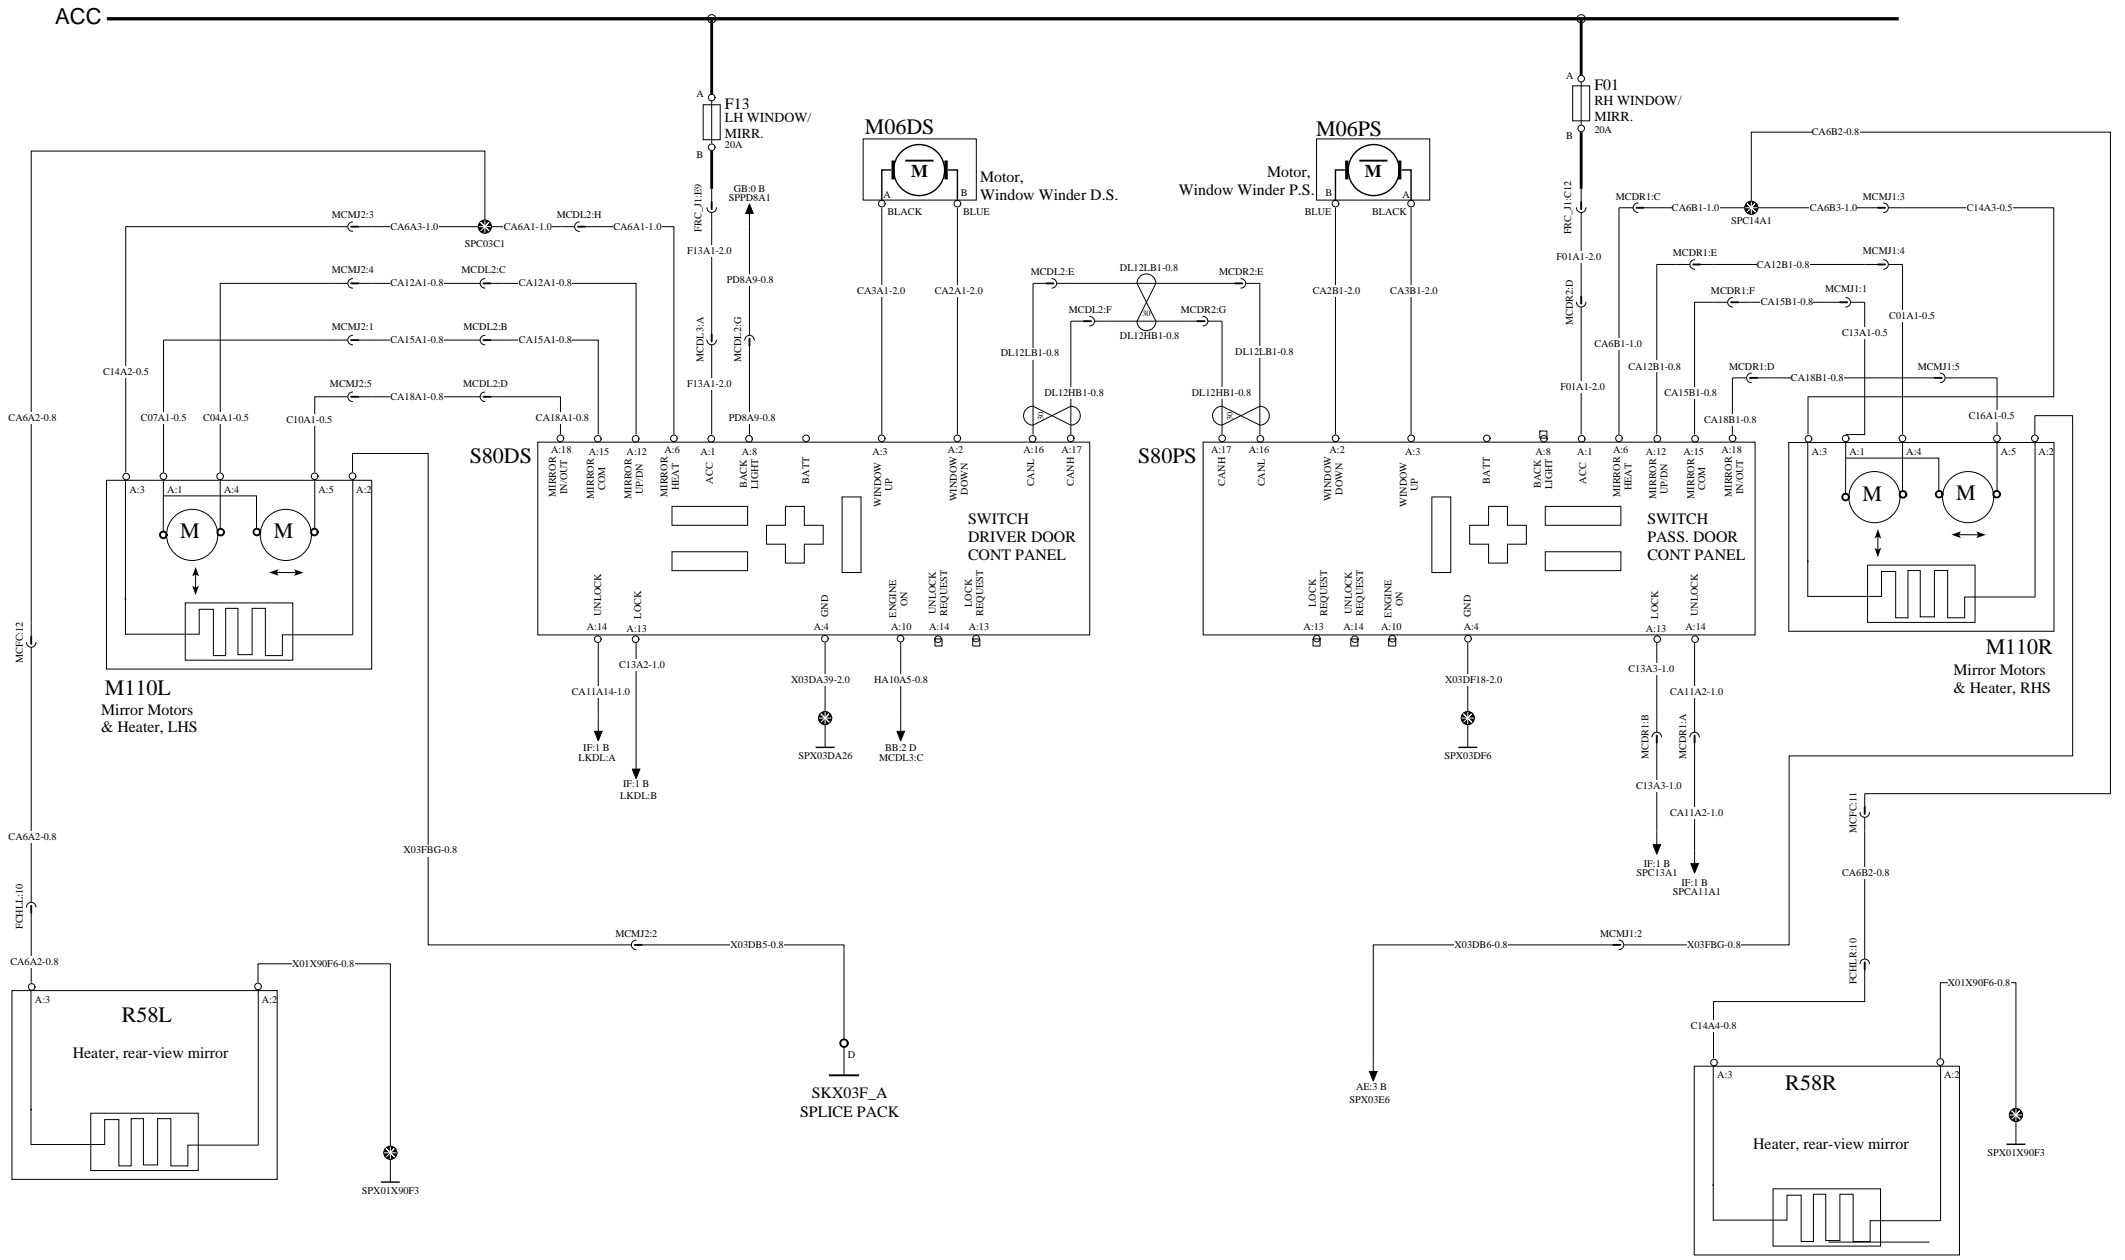 ACC
F13
LH WINDOW/
MIRR.
20A
A
B
FRC_J1:E9
F13A1-2.0
MCDL3:A
F13A1-2.0
GB:0 B
SPPD8A1
PD8A9-0.8
MCDL2:G
PD8A9-0.8
M06DS
M
A
B
BLACK
BLUE
Motor,
Window Winder D.S.
CA3A1-2.0
CA2A1-2.0
M06PS
M
B
A
BLUE
BLACK
Motor,
Window Winder P.S.
CA2B1-2.0
CA3B1-2.0
F01
RH WINDOW/
MIRR.
20A
A
B
FRC_J1:C12
F01A1-2.0
MCDR2:D
F01A1-2.0
MCMJ2:3
CA6A3-1.0
SPC03C1
CA6A1-1.0
MCDL2:H
CA6A1-1.0
MCMJ2:4
CA12A1-0.8
MCDL2:C
CA12A1-0.8
MCMJ2:1
CA15A1-0.8
MCDL2:B
CA15A1-0.8
MCMJ2:5
CA18A1-0.8
MCDL2:D
CA18A1-0.8
C14A2-0.5
C07A1-0.5
C04A1-0.5
C10A1-0.5
CA6A2-0.8
MCDL2:E
DL12LB1-0.8
MCDR2:E
MCDL2:F
30
MCDR2:G
DL12HB1-0.8
DL12LB1-0.8
DL12HB1-0.8
30
DL12LB1-0.8
DL12HB1-0.8
30
CA6B2-0.8
MCDR1:C
CA6B1-1.0
SPC14A1
CA6B3-1.0
MCMJ1:3
C14A3-0.5
MCDR1:E
CA12B1-0.8
MCMJ1:4
MCDR1:F
CA15B1-0.8
MCMJ1:1
C01A1-0.5
C13A1-0.5
CA6B1-1.0
CA12B1-0.8
MCDR1:D
CA18B1-0.8
MCMJ1:5
CA15B1-0.8
CA18B1-0.8
C16A1-0.5
S80DS
A:18
MIRROR
IN/OUT
A:15
MIRROR
COM
A:12
MIRROR
UP/DN
A:6
MIRROR
HEAT
A:1
ACC
A:8
BACK
LIGHT
BATT
A:3
WINDOW
UP
A:2
WINDOW
DOWN
A:16
CANL
A:17
CANH
SWITCH
DRIVER DOOR
CONT PANEL
UNLOCK
A:14
LOCK
A:13
GND
A:4
ENGINE
ON
A:10
UNLOCK
REQUEST
A:14
LOCK
REQUEST
A:13
S80PS
A:17
CANH
A:16
CANL
A:2
WINDOW
DOWN
A:3
WINDOW
UP
BATT
A:8
BACK
LIGHT
A:1
ACC
A:6
MIRROR
HEAT
A:12
MIRROR
UP/DN
A:15
MIRROR
COM
A:18
MIRROR
IN/OUT
SWITCH
PASS. DOOR
CONT PANEL
LOCK
REQUEST
A:13
UNLOCK
REQUEST
A:14
ENGINE
ON
A:10
GND
A:4
LOCK
A:13
UNLOCK
A:14
A:3
A:1
A:4
A:5
A:2
M
M
M110L
Mirror Motors
& Heater, LHS
A:3
A:1
A:4
A:5
A:2
M
M
M110R
Mirror Motors
& Heater, RHS
C13A2-1.0
CA11A14-1.0
IF:1 B
LKDL:A
IF:1 B
LKDL:B
X03DA39-2.0
SPX03DA26
HA10A5-0.8
BB:2 D
MCDL3:C
X03DF18-2.0
SPX03DF6
C13A3-1.0
CA11A2-1.0
MCDR1:B
MCDR1:A
C13A3-1.0
CA11A2-1.0
IF:1 B
SPC13A1
IF:1 B
SPCA11A1
MCFC:12
CA6A2-0.8
FCHLL:10
CA6A2-0.8
X03FBG-0.8
MCMJ2:2
X03DB5-0.8
D
SKX03F_A
SPLICE PACK
X03DB6-0.8
MCMJ1:2
X03FBG-0.8
AE:3 B
SPX03E6
MCFC:11
CA6B2-0.8
FCHLR:10
C14A4-0.8
X01X90F6-0.8
A:3
A:2
R58L
Heater, rear-view mirror
SPX01X90F3
X01X90F6-0.8
A:3
A:2
R58R
Heater, rear-view mirror
SPX01X90F3